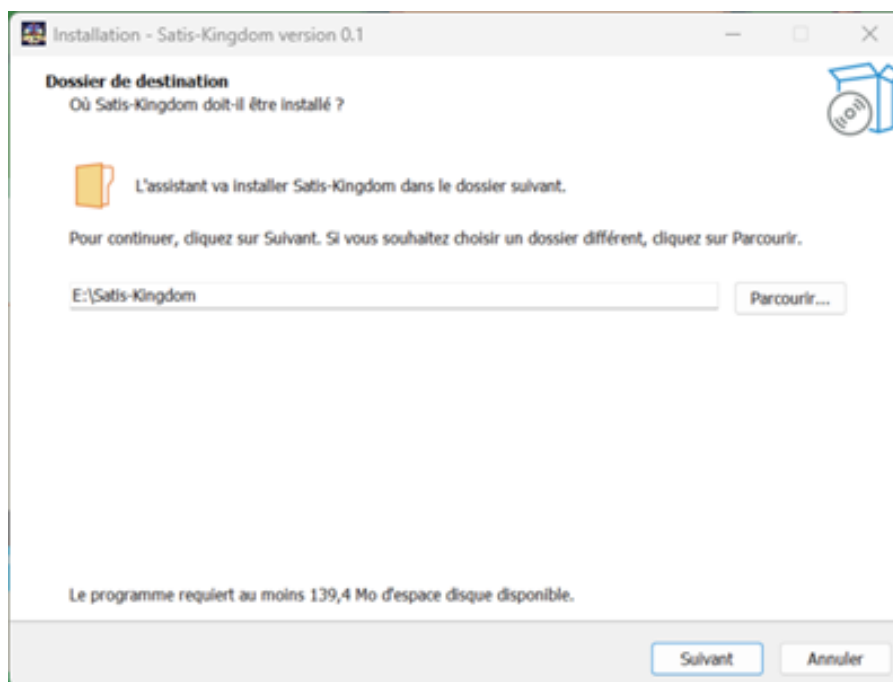 Installation - Satis-Kingdom version 0.1
Dossier de destination
Où Satis-Kingdom doit-il être installé ?
L'assistant va installer Satis-Kingdom dans le dossier suivant.
Pour continuer, cliquez sur Suivant. Si vous souhaitez choisir un dossier différent, cliquez sur Parcourir.
E:\Satis-Kingdom
Parcourir...
Le programme requiert au moins 139,4 Mo d'espace disque disponible.
Suivant
Annuler